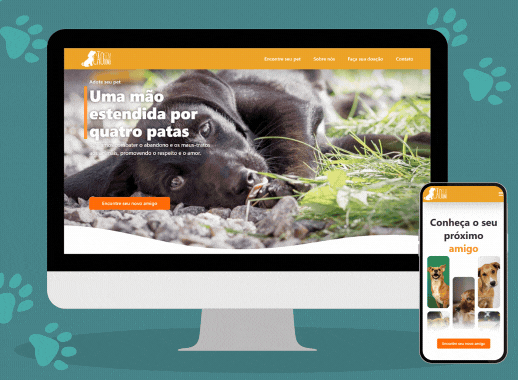 Encontre seu pet Sobre nós Faça sua doação Contato
Adote seu pet
Uma mão
estendida por
quatro patas
combater o abandono e os maus-tratos
promovendo o respeito e o amor.
Encontre seu novo amigo
Conheça o seu
próximo
amigo
Encontre seu novo amigo